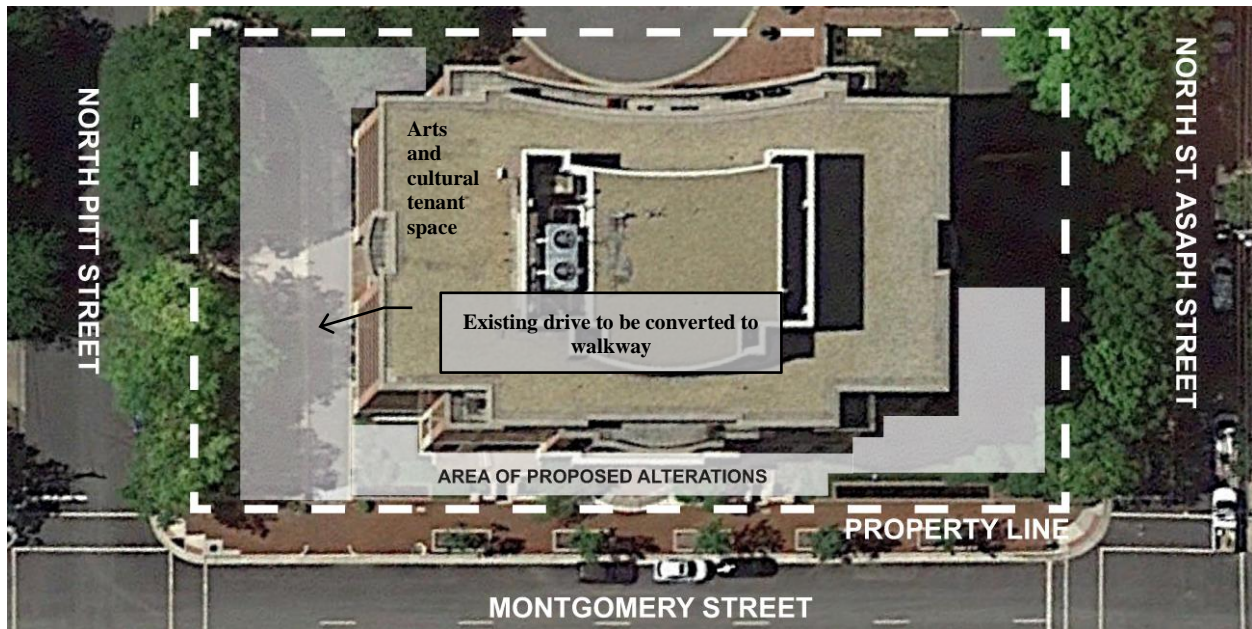 NORTH PITT STREET
Arts
and
cultural
tenant
space
NORTH ST. ASAPH STREET
Existing drive to be converted to
walkway
AREA OF PROPOSED ALTERATIONS
PROPERTY LINE
MONTGOMERY STREET